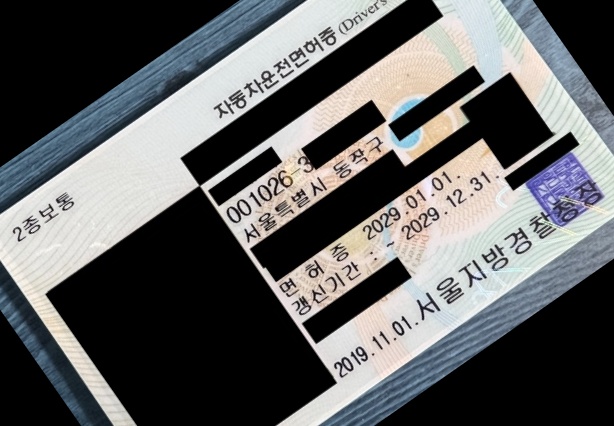 자동차운전면허증 (Driver's
2종보통
001026-3
서울특별시 동작구
면 허 증 2029.01.01.
갱신기간 : ~ 2029.12.31.
2019.11.01. 서울지방경찰청장